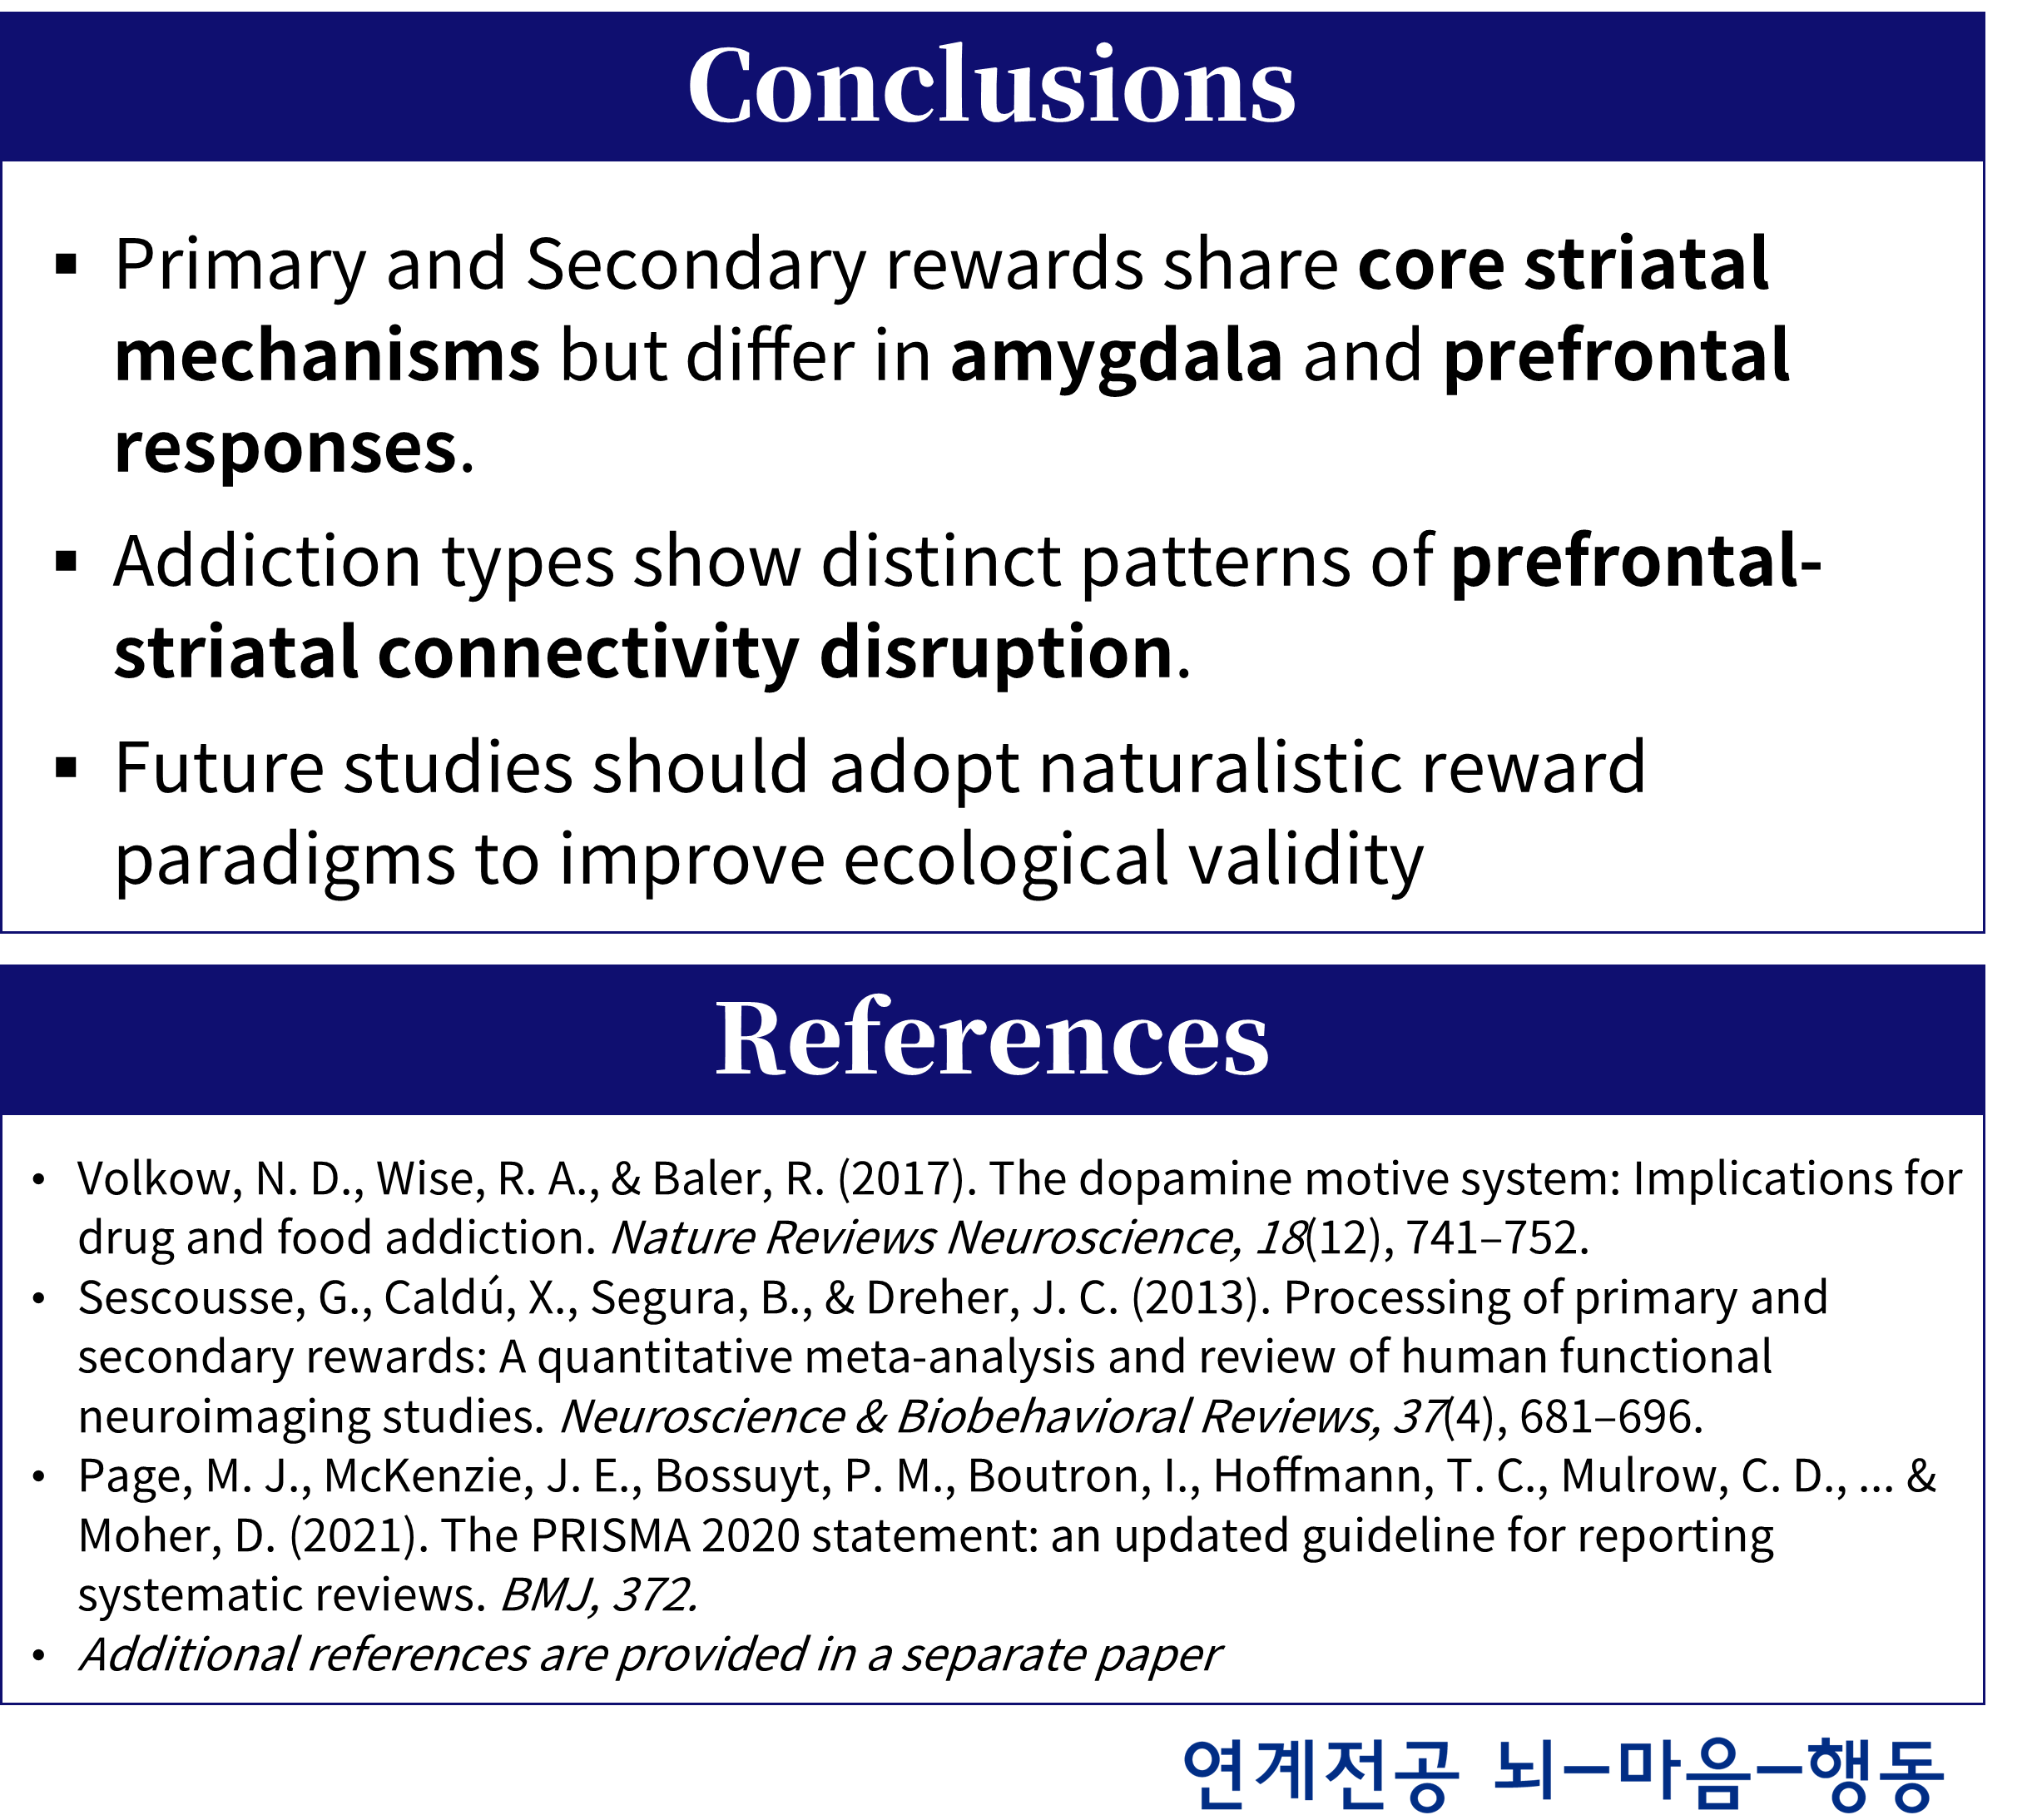 Conclusions
▪ Primary and Secondary rewards share core striatal
mechanisms but differ in amygdala and prefrontal
responses.
▪ Addiction types show distinct patterns of prefrontal-
striatal connectivity disruption.
▪ Future studies should adopt naturalistic reward
paradigms to improve ecological validity
References
• Volkow, N. D., Wise, R. A., & Baler, R. (2017). The dopamine motive system: Implications for
drug and food addiction. Nature Reviews Neuroscience, 18(12), 741–752.
• Sescousse, G., Caldú, X., Segura, B., & Dreher, J. C. (2013). Processing of primary and
secondary rewards: A quantitative meta-analysis and review of human functional
neuroimaging studies. Neuroscience & Biobehavioral Reviews, 37(4), 681–696.
• Page, M. J., McKenzie, J. E., Bossuyt, P. M., Boutron, I., Hoffmann, T. C., Mulrow, C. D., ... &
Moher, D. (2021). The PRISMA 2020 statement: an updated guideline for reporting
systematic reviews. BMJ, 372.
• Additional references are provided in a separate paper
연계전공 뇌–마음–행동